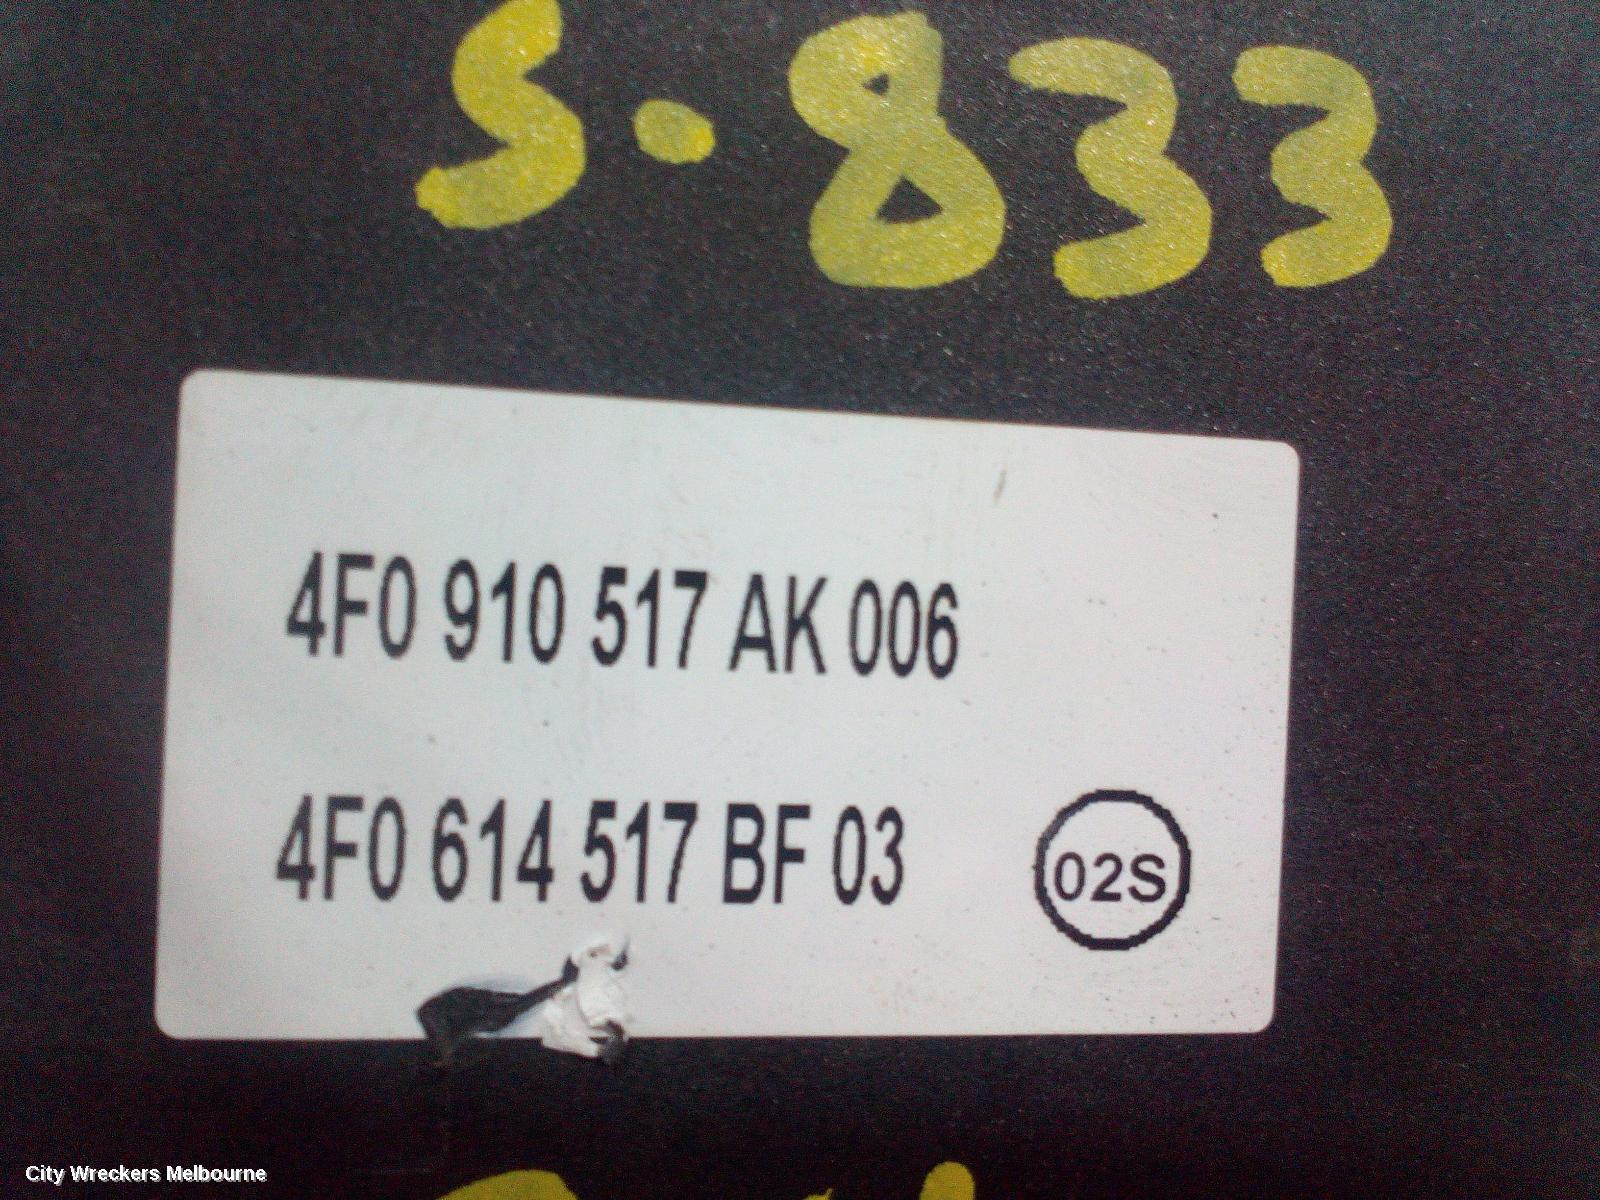 S.833
4F0 910 517 AK 006
4F0 614 517 BF 03
02S
City Wreckers Melbourne